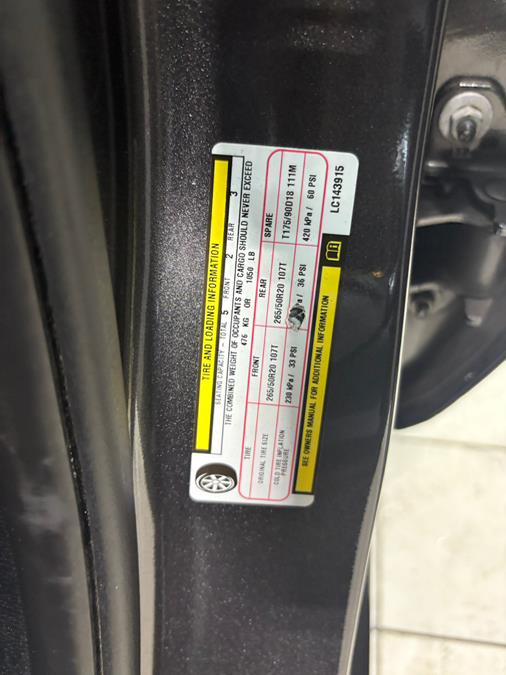 TIRE AND LOADING INFORMATION
SEATING CAPACITY - TOTAL 5 FRONT 2 REAR 3
THE COMBINED WEIGHT OF OCCUPANTS AND CARGO SHOULD NEVER EXCEED
476 KG OR 1050 LB
TIRE FRONT REAR SPARE
ORIGINAL TIRE SIZE 265/50R20 107T 265/50R20 107T T175/90D18 111M
COLD TIRE INFLATION PRESSURE 230 kPa / 33 PSI / 36 PSI 420 kPa / 60 PSI
SEE OWNERS MANUAL FOR ADDITIONAL INFORMATION
LC143915